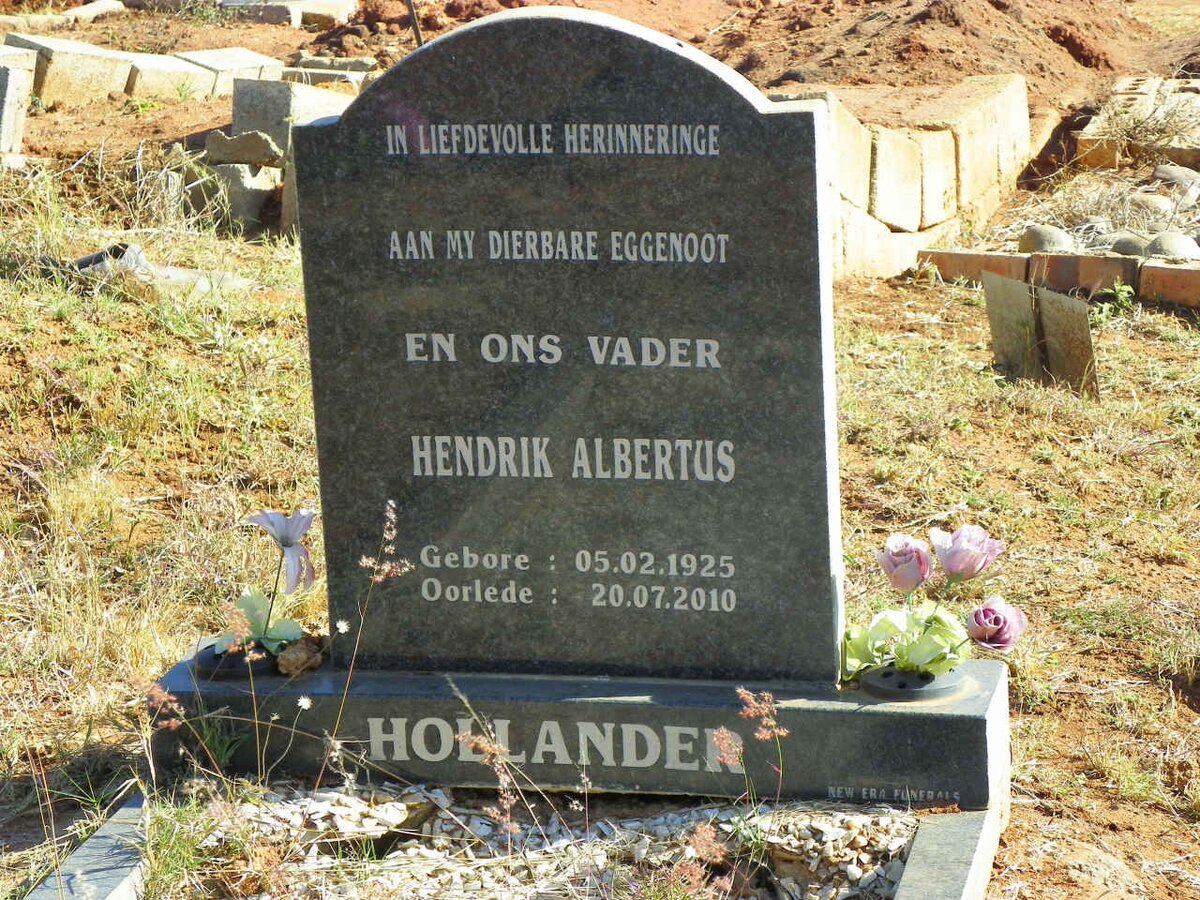 IN LIEFDEVOLLE HERINNERINGE
AAN MY DIERBARE EGGENOOT
EN ONS VADER
HENDRIK ALBERTUS
Gebore : 05.02.1925
Oorlede : 20.07.2010
HOLLANDER
NEW ERA FUNERALS